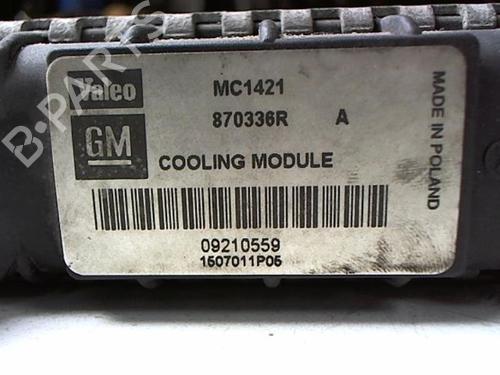 Valeo
MC1421
870336R A
GM
COOLING MODULE
09210559
1507011P05
MADE IN POLAND
B-PARTS